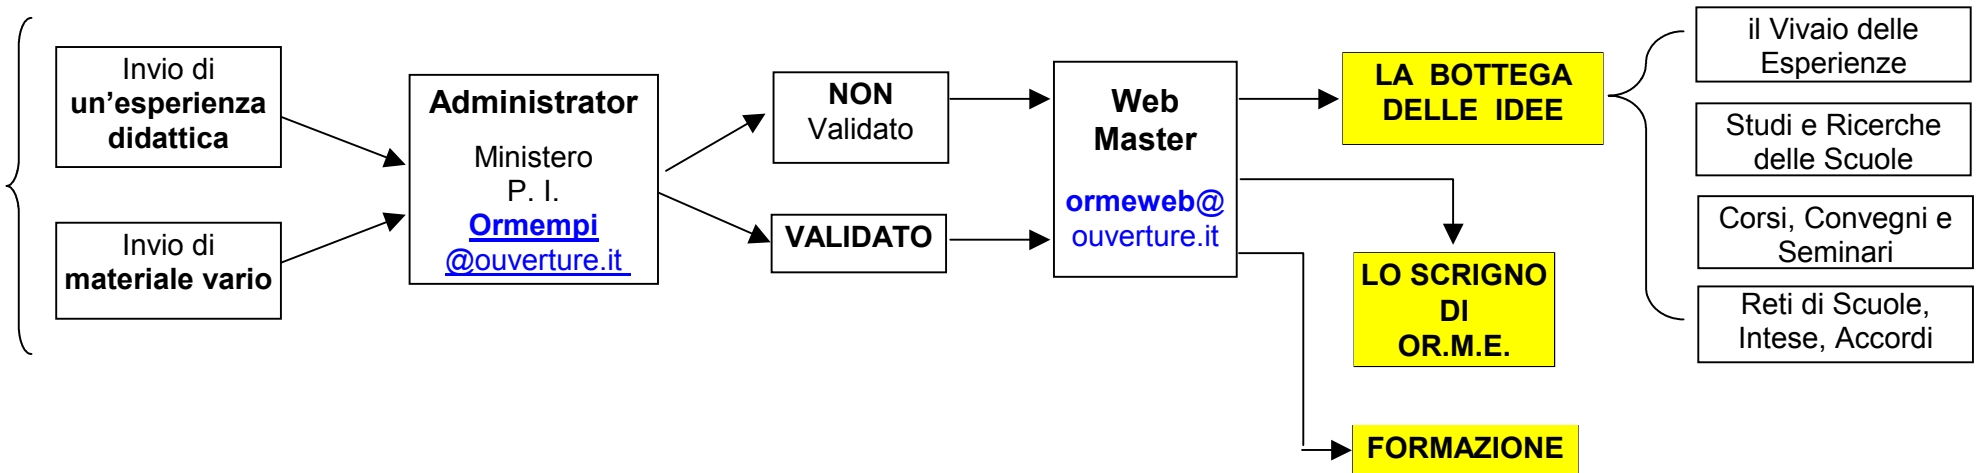 Invio di
un’esperienza
didattica
Invio di
materiale vario
Administrator
Ministero
P. I.
Ormempi
@ouverture.it
NON
Validato
VALIDATO
Web
Master
ormeweb@
ouverture.it
LA BOTTEGA
DELLE IDEE
LO SCRIGNO
DI
OR.M.E.
FORMAZIONE
il Vivaio delle
Esperienze
Studi e Ricerche
delle Scuole
Corsi, Convegni e
Seminari
Reti di Scuole,
Intese, Accordi